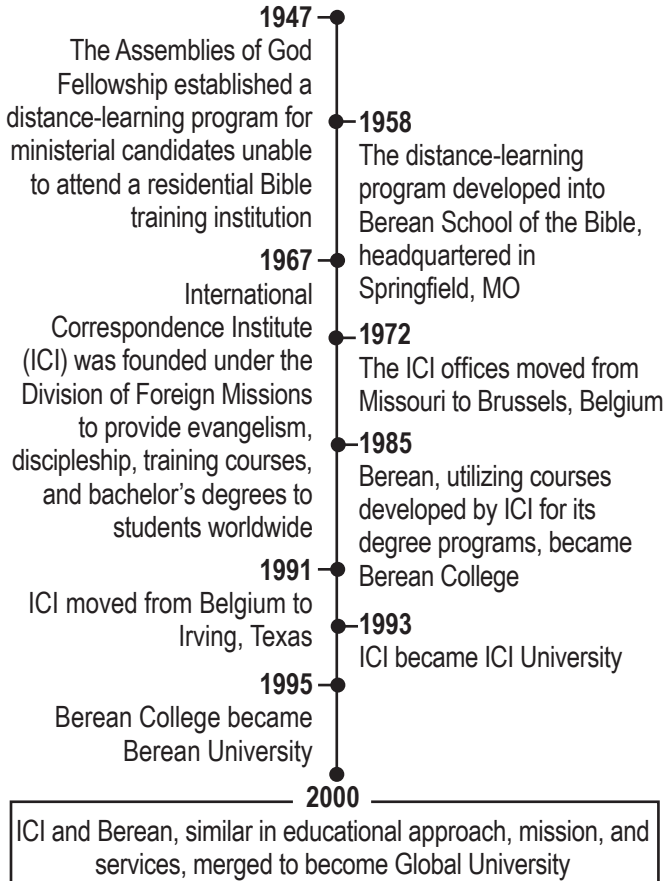 1947
The Assemblies of God
Fellowship established a
distance-learning program for
ministerial candidates unable
to attend a residential Bible
training institution
1958
The distance-learning
program developed into
Berean School of the Bible,
headquartered in
Springfield, MO
1967
International
Correspondence Institute
(ICI) was founded under the
Division of Foreign Missions
to provide evangelism,
discipleship, training courses,
and bachelor’s degrees to
students worldwide
1972
The ICI offices moved from
Missouri to Brussels, Belgium
1985
Berean, utilizing courses
developed by ICI for its
degree programs, became
Berean College
1991
ICI moved from Belgium to
Irving, Texas
1993
ICI became ICI University
1995
Berean College became
Berean University
2000
ICI and Berean, similar in educational approach, mission, and
services, merged to become Global University